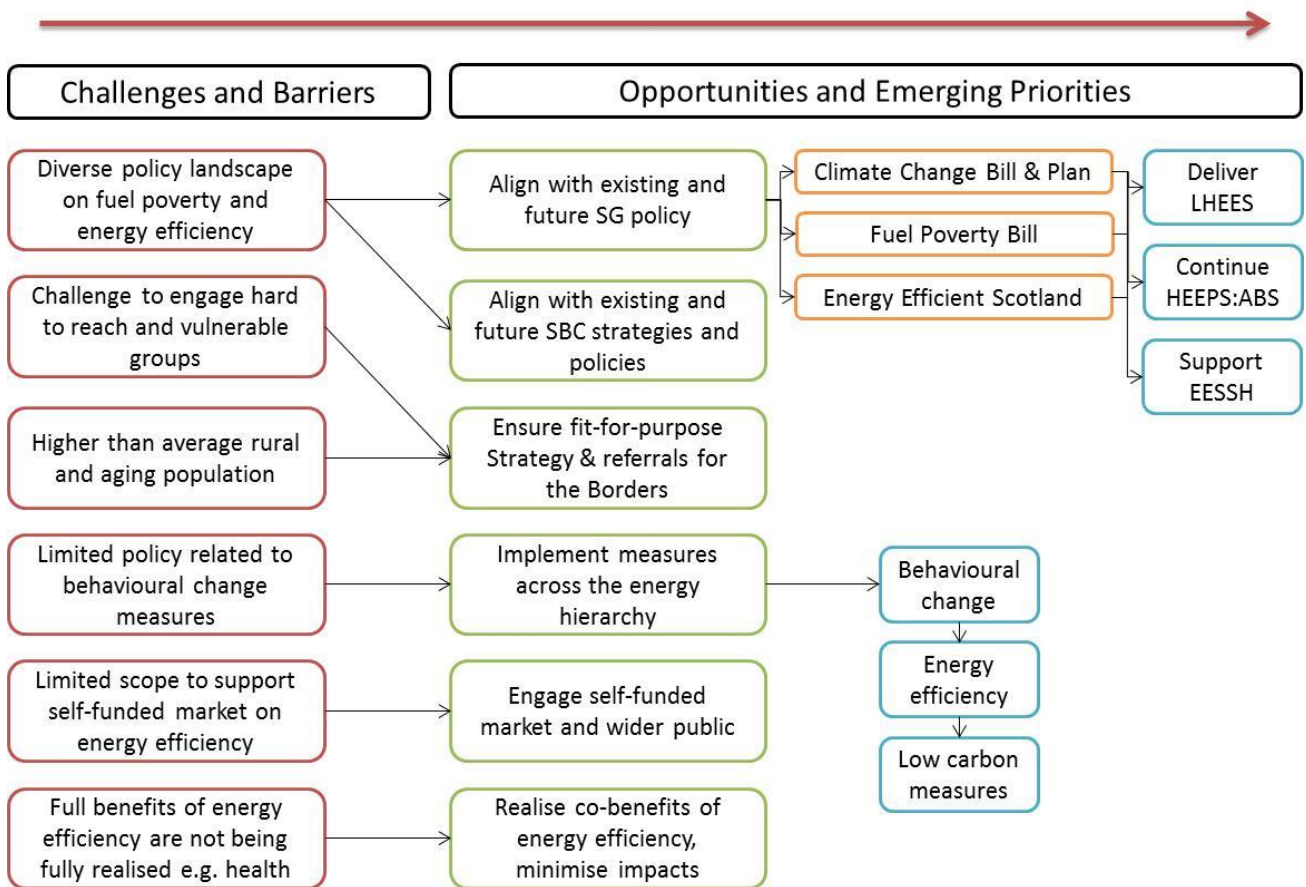 Challenges and Barriers
Opportunities and Emerging Priorities
Diverse policy landscape
on fuel poverty and
energy efficiency
Align with existing and
future SG policy
Climate Change Bill & Plan
Fuel Poverty Bill
Energy Efficient Scotland
Deliver
LHEES
Continue
HEEPS:ABS
Support
EESSH
Challenge to engage hard
to reach and vulnerable
groups
Align with existing and
future SBC strategies and
policies
Higher than average rural
and aging population
Ensure fit-for-purpose
Strategy & referrals for
the Borders
Limited policy related to
behavioural change
measures
Implement measures
across the energy
hierarchy
Behavioural
change
Energy
efficiency
Low carbon
measures
Limited scope to support
self-funded market on
energy efficiency
Engage self-funded
market and wider public
Full benefits of energy
efficiency are not being
fully realised e.g. health
Realise co-benefits of
energy efficiency,
minimise impacts